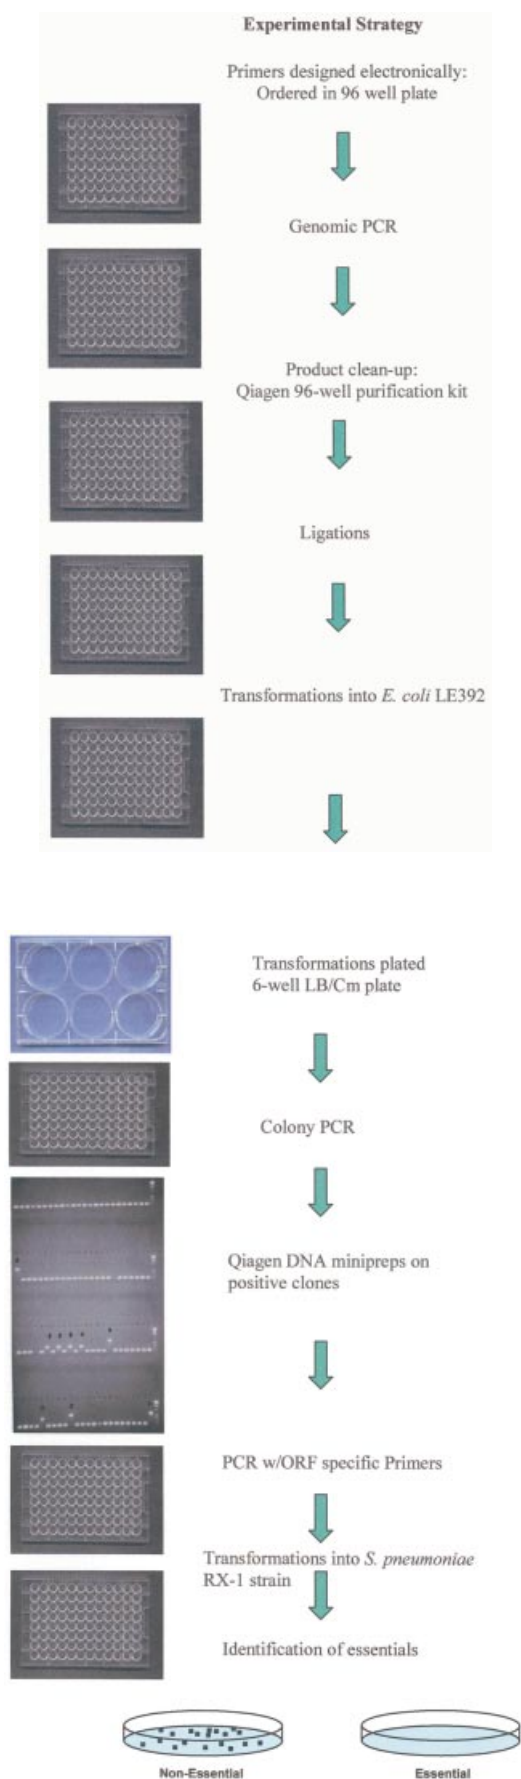 Experimental Strategy
Primers designed electronically:
Ordered in 96 well plate
Genomic PCR
Product clean-up:
Qiagen 96-well purification kit
Ligations
Transformations into E. coli LE392
Transformations plated
6-well LB/Cm plate
Colony PCR
Qiagen DNA minipreps on
positive clones
PCR w/ORF specific Primers
Transformations into S. pneumoniae
RX-1 strain
Identification of essentials
Non-Essential
Essential